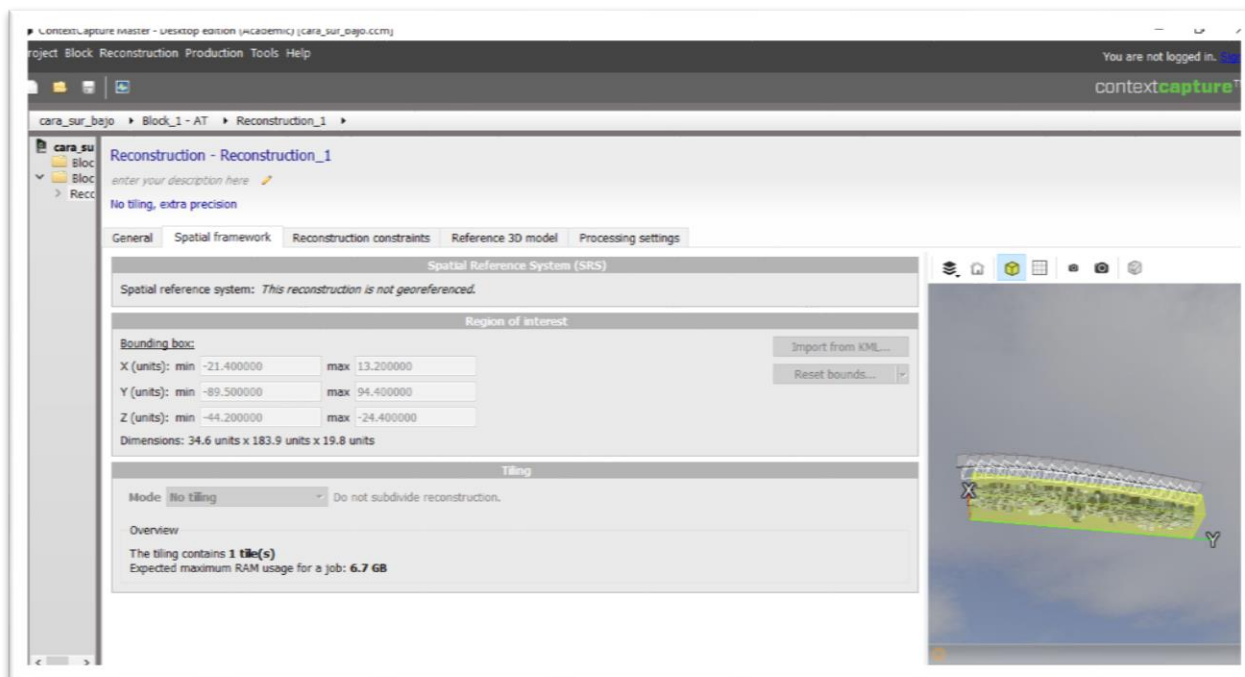 ContextCapture Master - Desktop edition (Academic) [cara_sur_bajo.ccm]
roject Block Reconstruction Production Tools Help
You are not logged in.
contextcapture™
cara_sur_bajo Block_1 - AT Reconstruction_1
cara_su
Bloc
Bloc
Recc
Reconstruction - Reconstruction_1
enter your description here
No tiling, extra precision
General Spatial framework Reconstruction constraints Reference 3D model Processing settings
Spatial Reference System (SRS)
Spatial reference system: This reconstruction is not georeferenced.
Region of interest
Bounding box:
Import from KML...
X (units): min -21.400000 max 13.200000
Reset bounds...
Y (units): min -89.500000 max 94.400000
Z (units): min -44.200000 max -24.400000
Dimensions: 34.6 units x 183.9 units x 19.8 units
Tiling
Mode No tiling Do not subdivide reconstruction.
Overview
The tiling contains 1 tile(s)
Expected maximum RAM usage for a job: 6.7 GB
X
Y